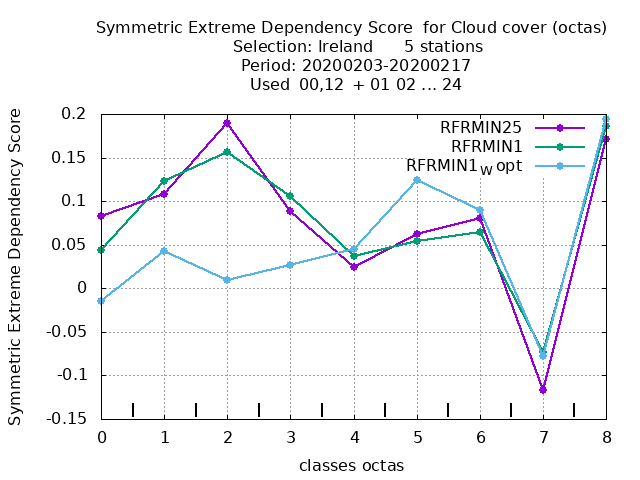 Symmetric Extreme Dependency Score for Cloud cover (octas)
Selection: Ireland 5 stations
Period: 20200203-20200217
Used 00,12 + 01 02 ... 24
Symmetric Extreme Dependency Score
0.2
0.15
0.1
0.05
0
-0.05
-0.1
-0.15
RFRMIN25
RFRMIN1
RFRMIN1W opt
0 1 2 3 4 5 6 7 8
classes octas